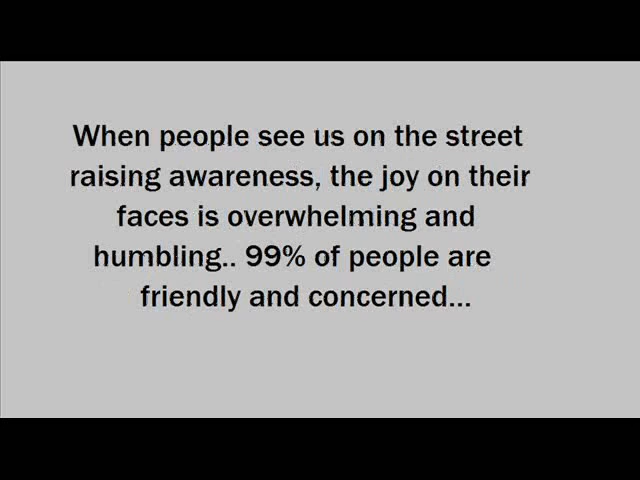 When people see us on the street
raising awareness, the joy on their
faces is overwhelming and
humbling.. 99% of people are
friendly and concerned...